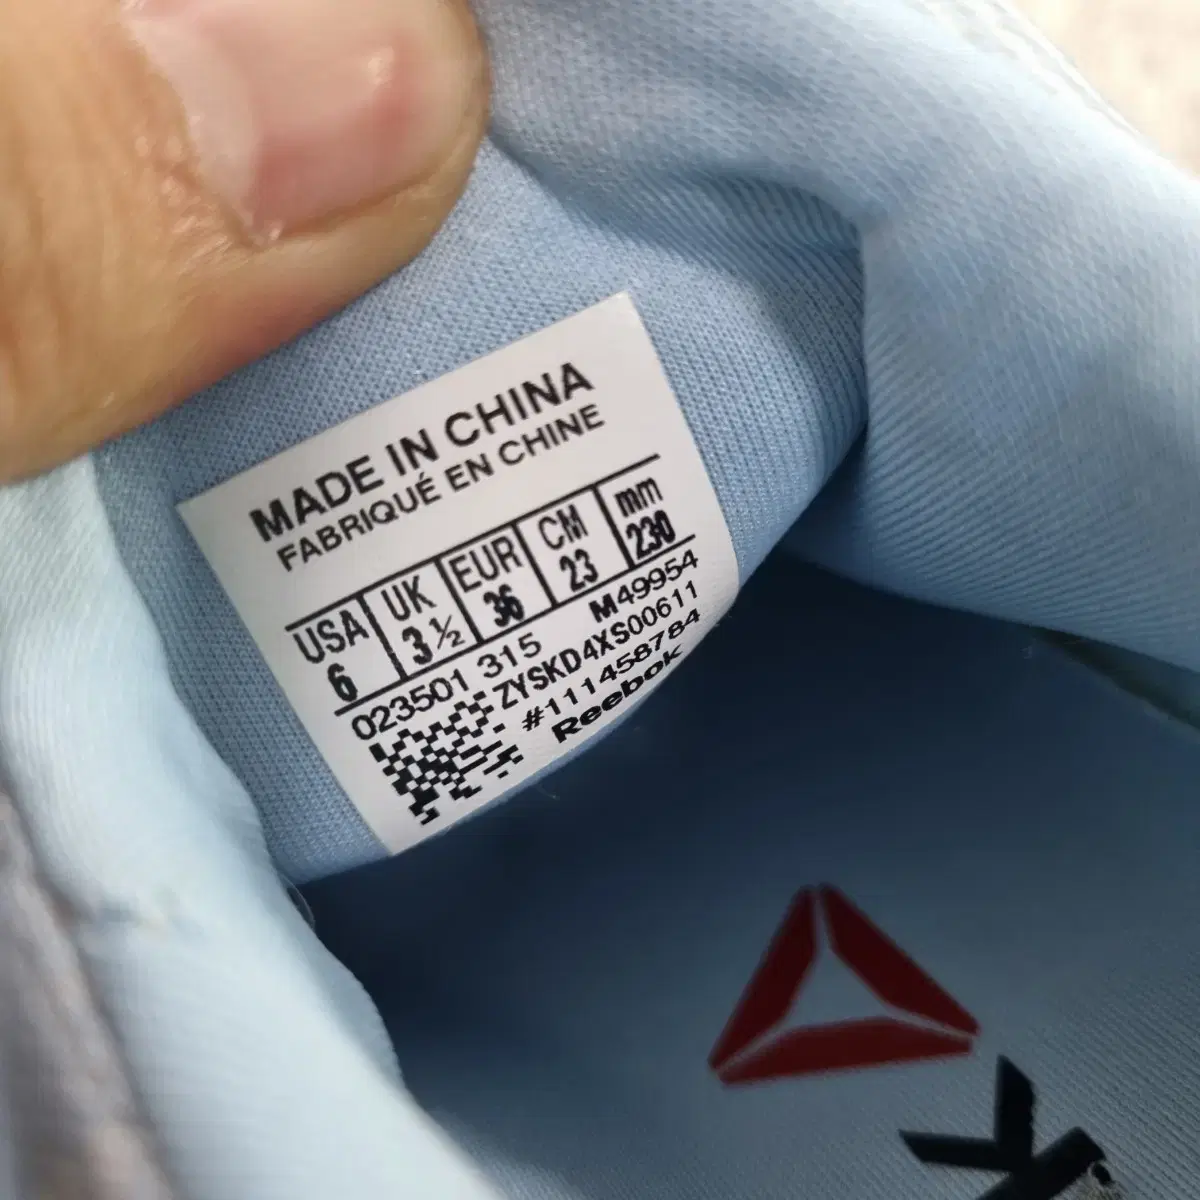 MADE IN CHINA
FABRIQUÉ EN CHINE
USA UK EUR CM mm
6 3½ 36 23 230
023501 315 M49954
ZYSKD4XS00611
#111458784
Reebok